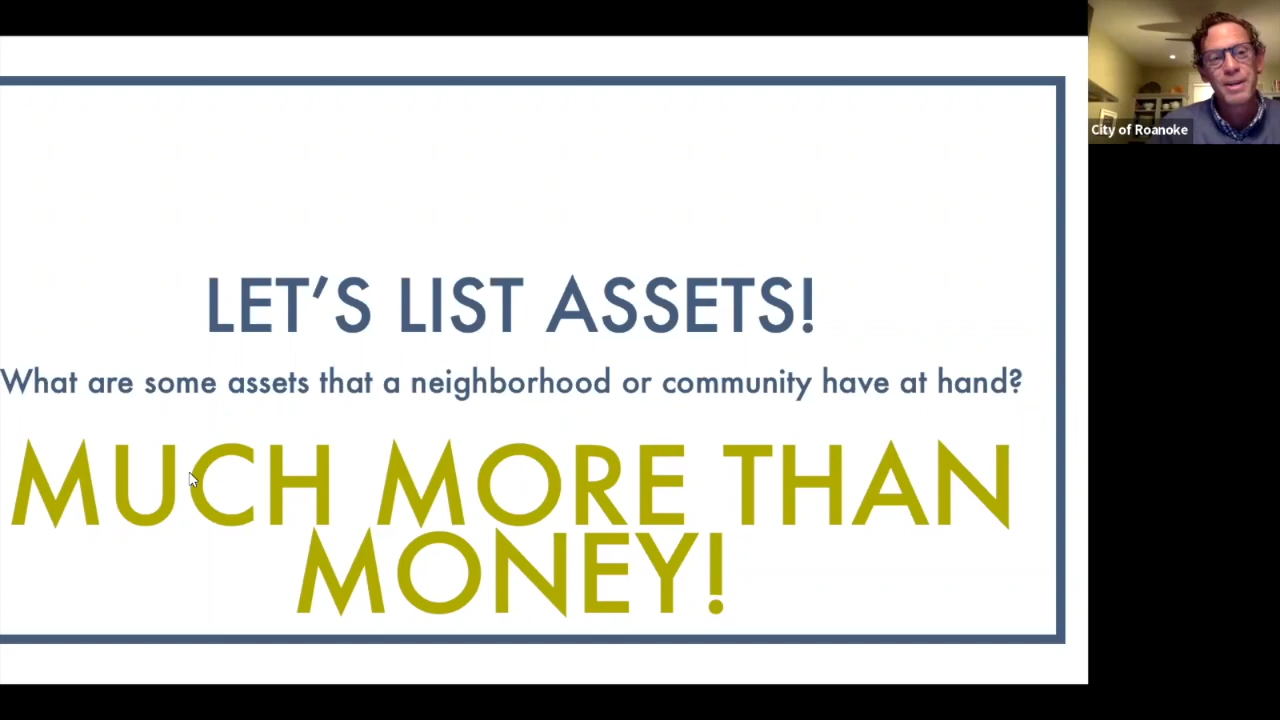 City of Roanoke
LET’S LIST ASSETS!
What are some assets that a neighborhood or community have at hand?
MUCH MORE THAN
MONEY!